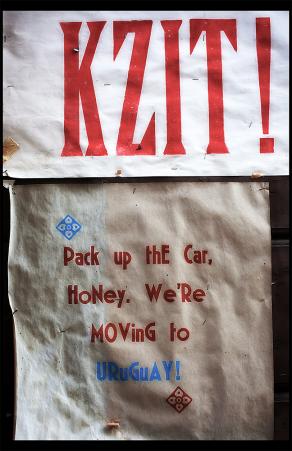 KZIT!
Pack up thE Car,
HoNey. We'Re
MOVinG to
URuGuAY!